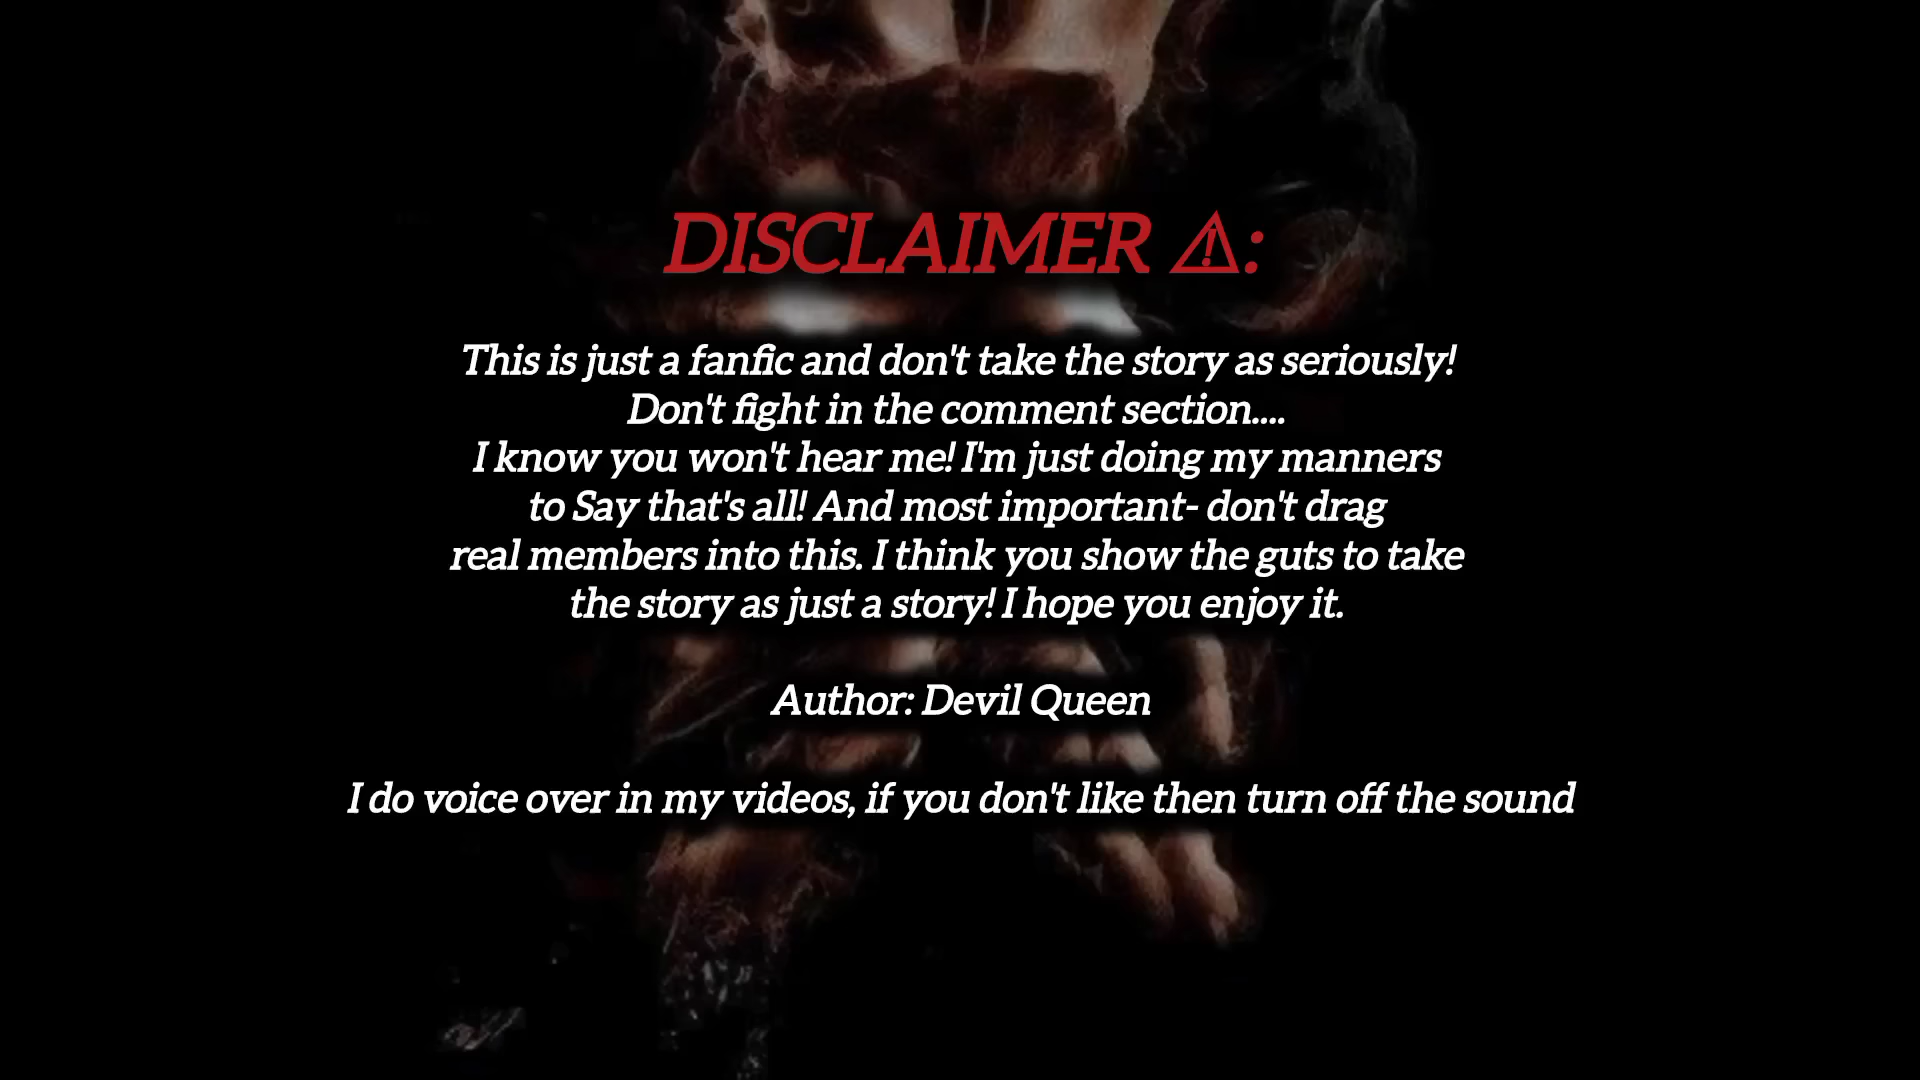 DISCLAIMER ⚠:
This is just a fanfic and don't take the story as seriously!
Don't fight in the comment section....
I know you won't hear me! I'm just doing my manners
to Say that's all! And most important- don't drag
real members into this. I think you show the guts to take
the story as just a story! I hope you enjoy it.
Author: Devil Queen
I do voice over in my videos, if you don't like then turn off the sound